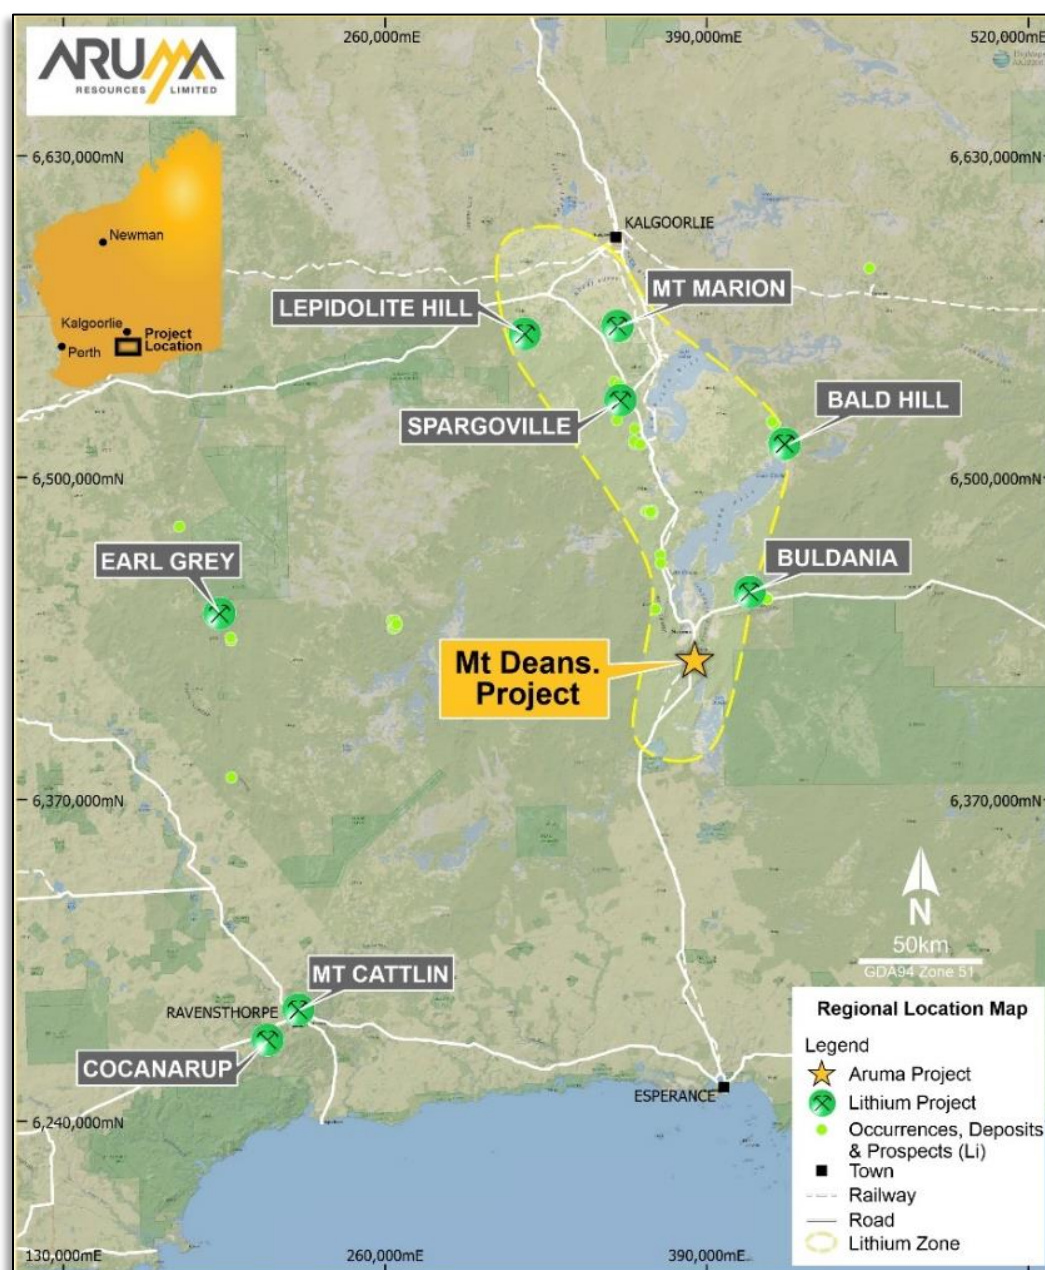 ARUMA
RESOURCES LIMITED
260,000mE
390,000mE
520,000mE
6,630,000mN
6,630,000mN
Newman
Kalgoorlie
Perth
Project
Location
KALGOORLIE
LEPIDOLITE HILL
MT MARION
SPARGOVILLE
BALD HILL
6,500,000mN
6,500,000mN
EARL GREY
BULDANIA
Mt Deans.
Project
6,370,000mN
6,370,000mN
N
50km
GDA94 Zone 51
MT CATTLIN
RAVENSTHORPE
COCANARUP
ESPERANCE
6,240,000mN
130,000mE
260,000mE
390,000mE
Regional Location Map
Legend
Aruma Project
Lithium Project
Occurrences, Deposits
& Prospects (Li)
Town
Railway
Road
Lithium Zone